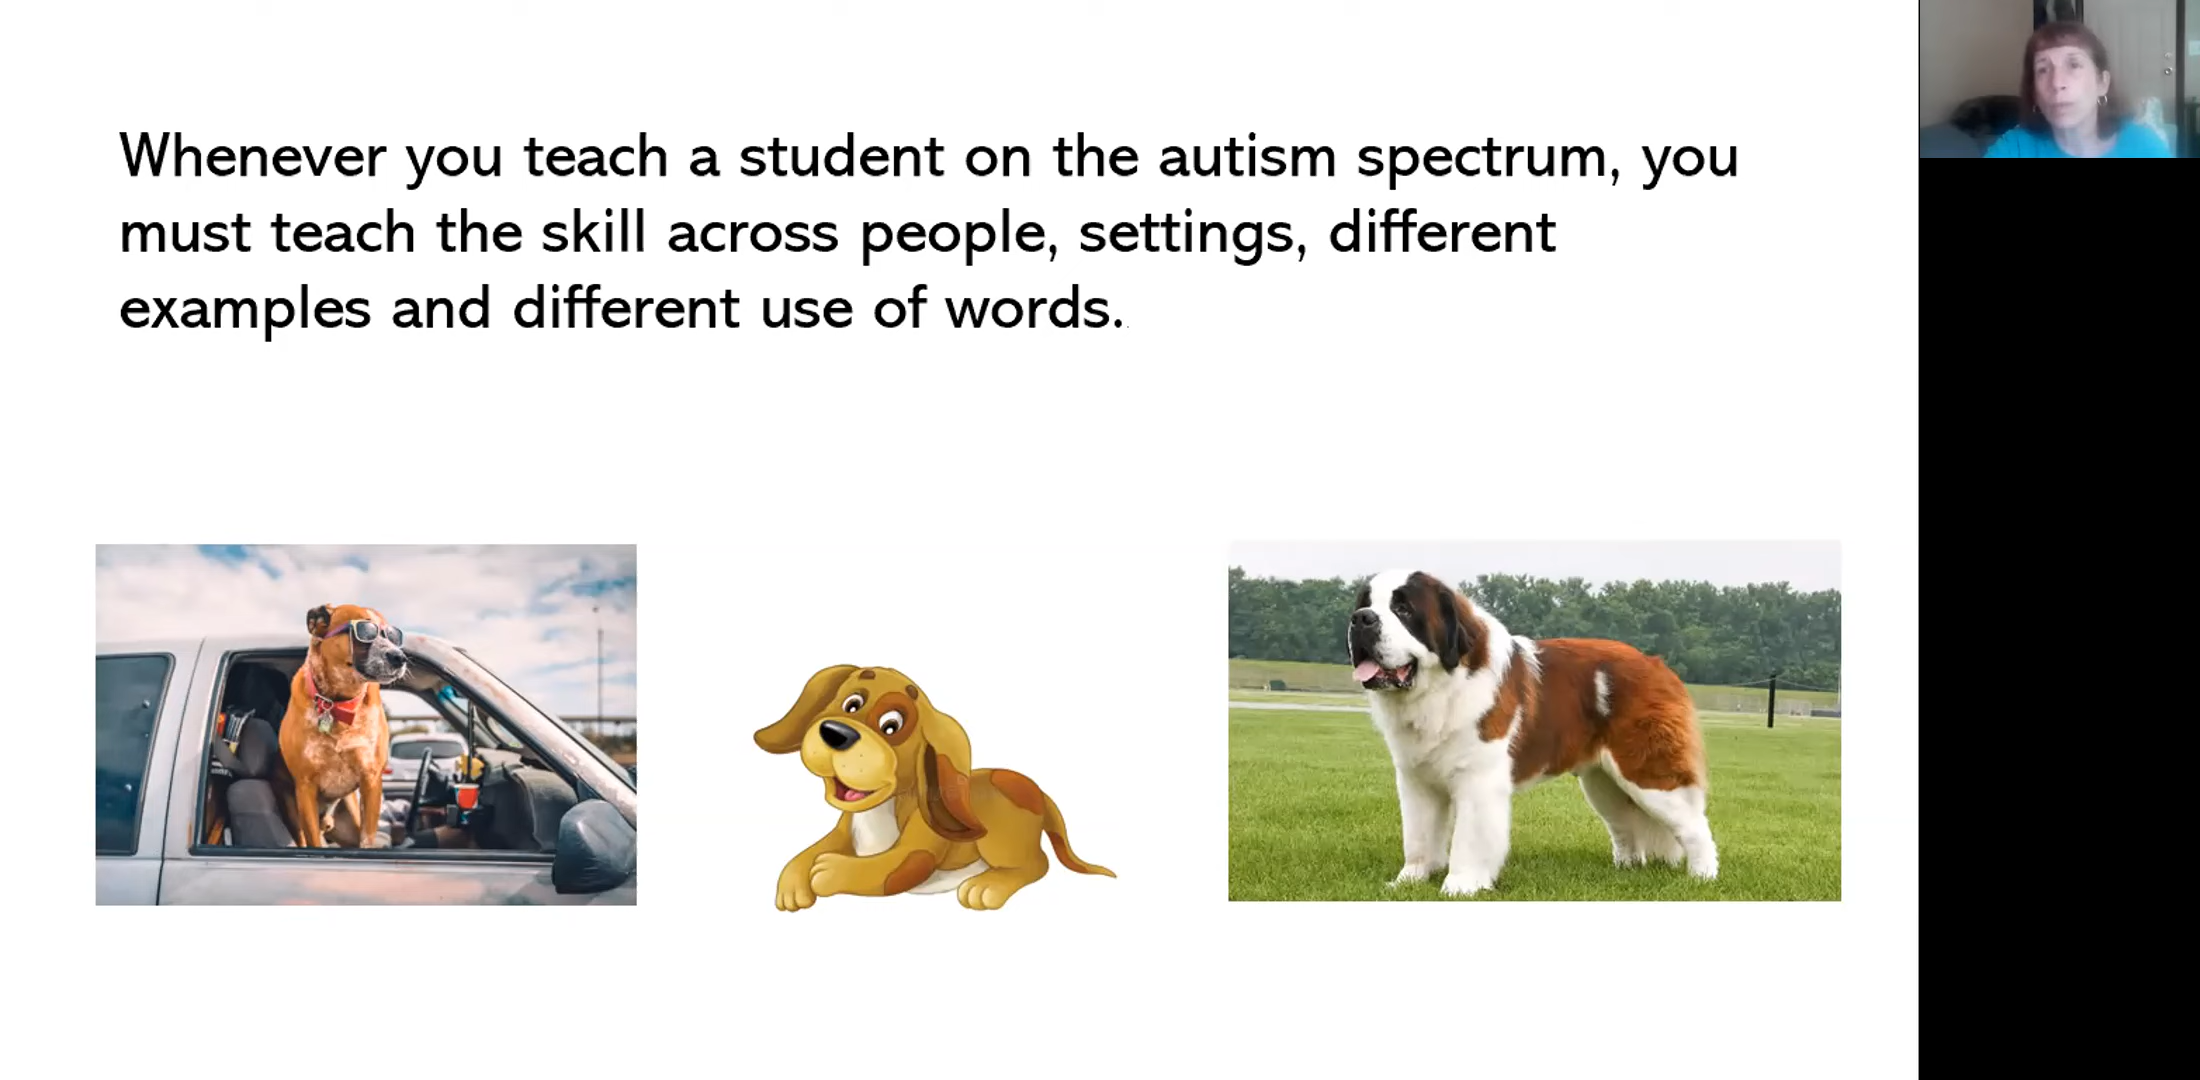 Whenever you teach a student on the autism spectrum, you
must teach the skill across people, settings, different
examples and different use of words.